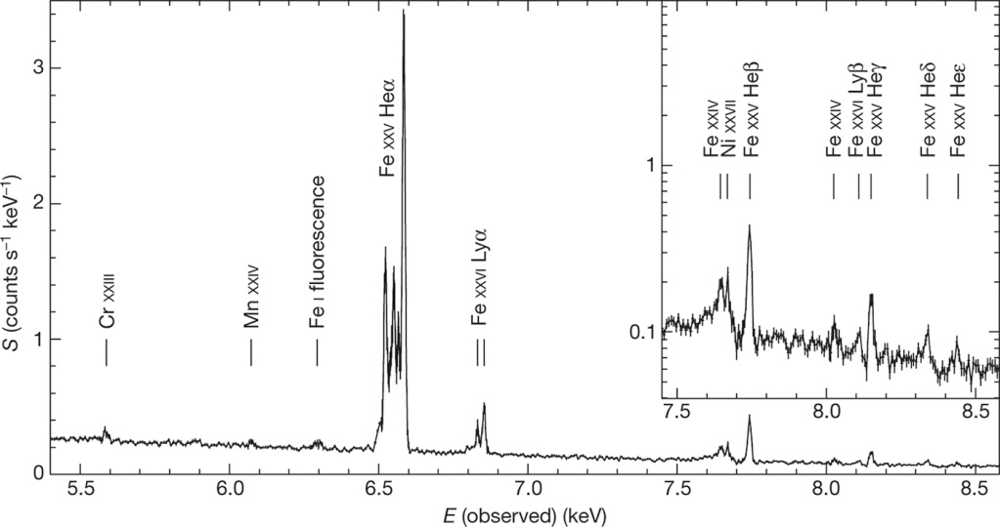 S (counts s⁻¹ keV⁻¹)
3
2
1
0
Cr XXIII
Mn XXIV
Fe I fluorescence
Fe XXV Heα
Fe XXVI Lyα
5.5 6.0 6.5 7.0 7.5 8.0 8.5
E (observed) (keV)
Fe XXIV
Ni XXVII
Fe XXV Heβ
Fe XXIV
Fe XXVI Lyβ
Fe XXV Heγ
Fe XXV Heδ
Fe XXV Heε
1
0.1
7.5 8.0 8.5